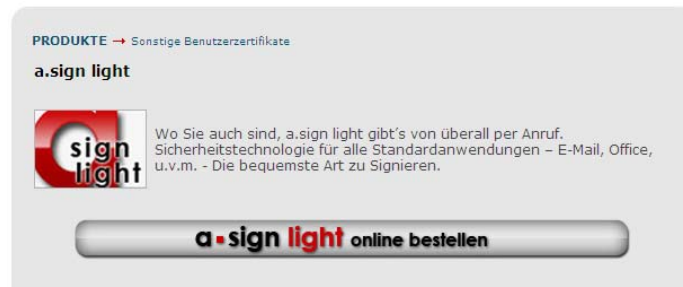 PRODUKTE → Sonstige Benutzerzertifikate
a.sign light
a
sign
light
Wo Sie auch sind, a.sign light gibt´s von überall per Anruf.
Sicherheitstechnologie für alle Standardanwendungen – E-Mail, Office,
u.v.m. - Die bequemste Art zu Signieren.
a▪sign light online bestellen